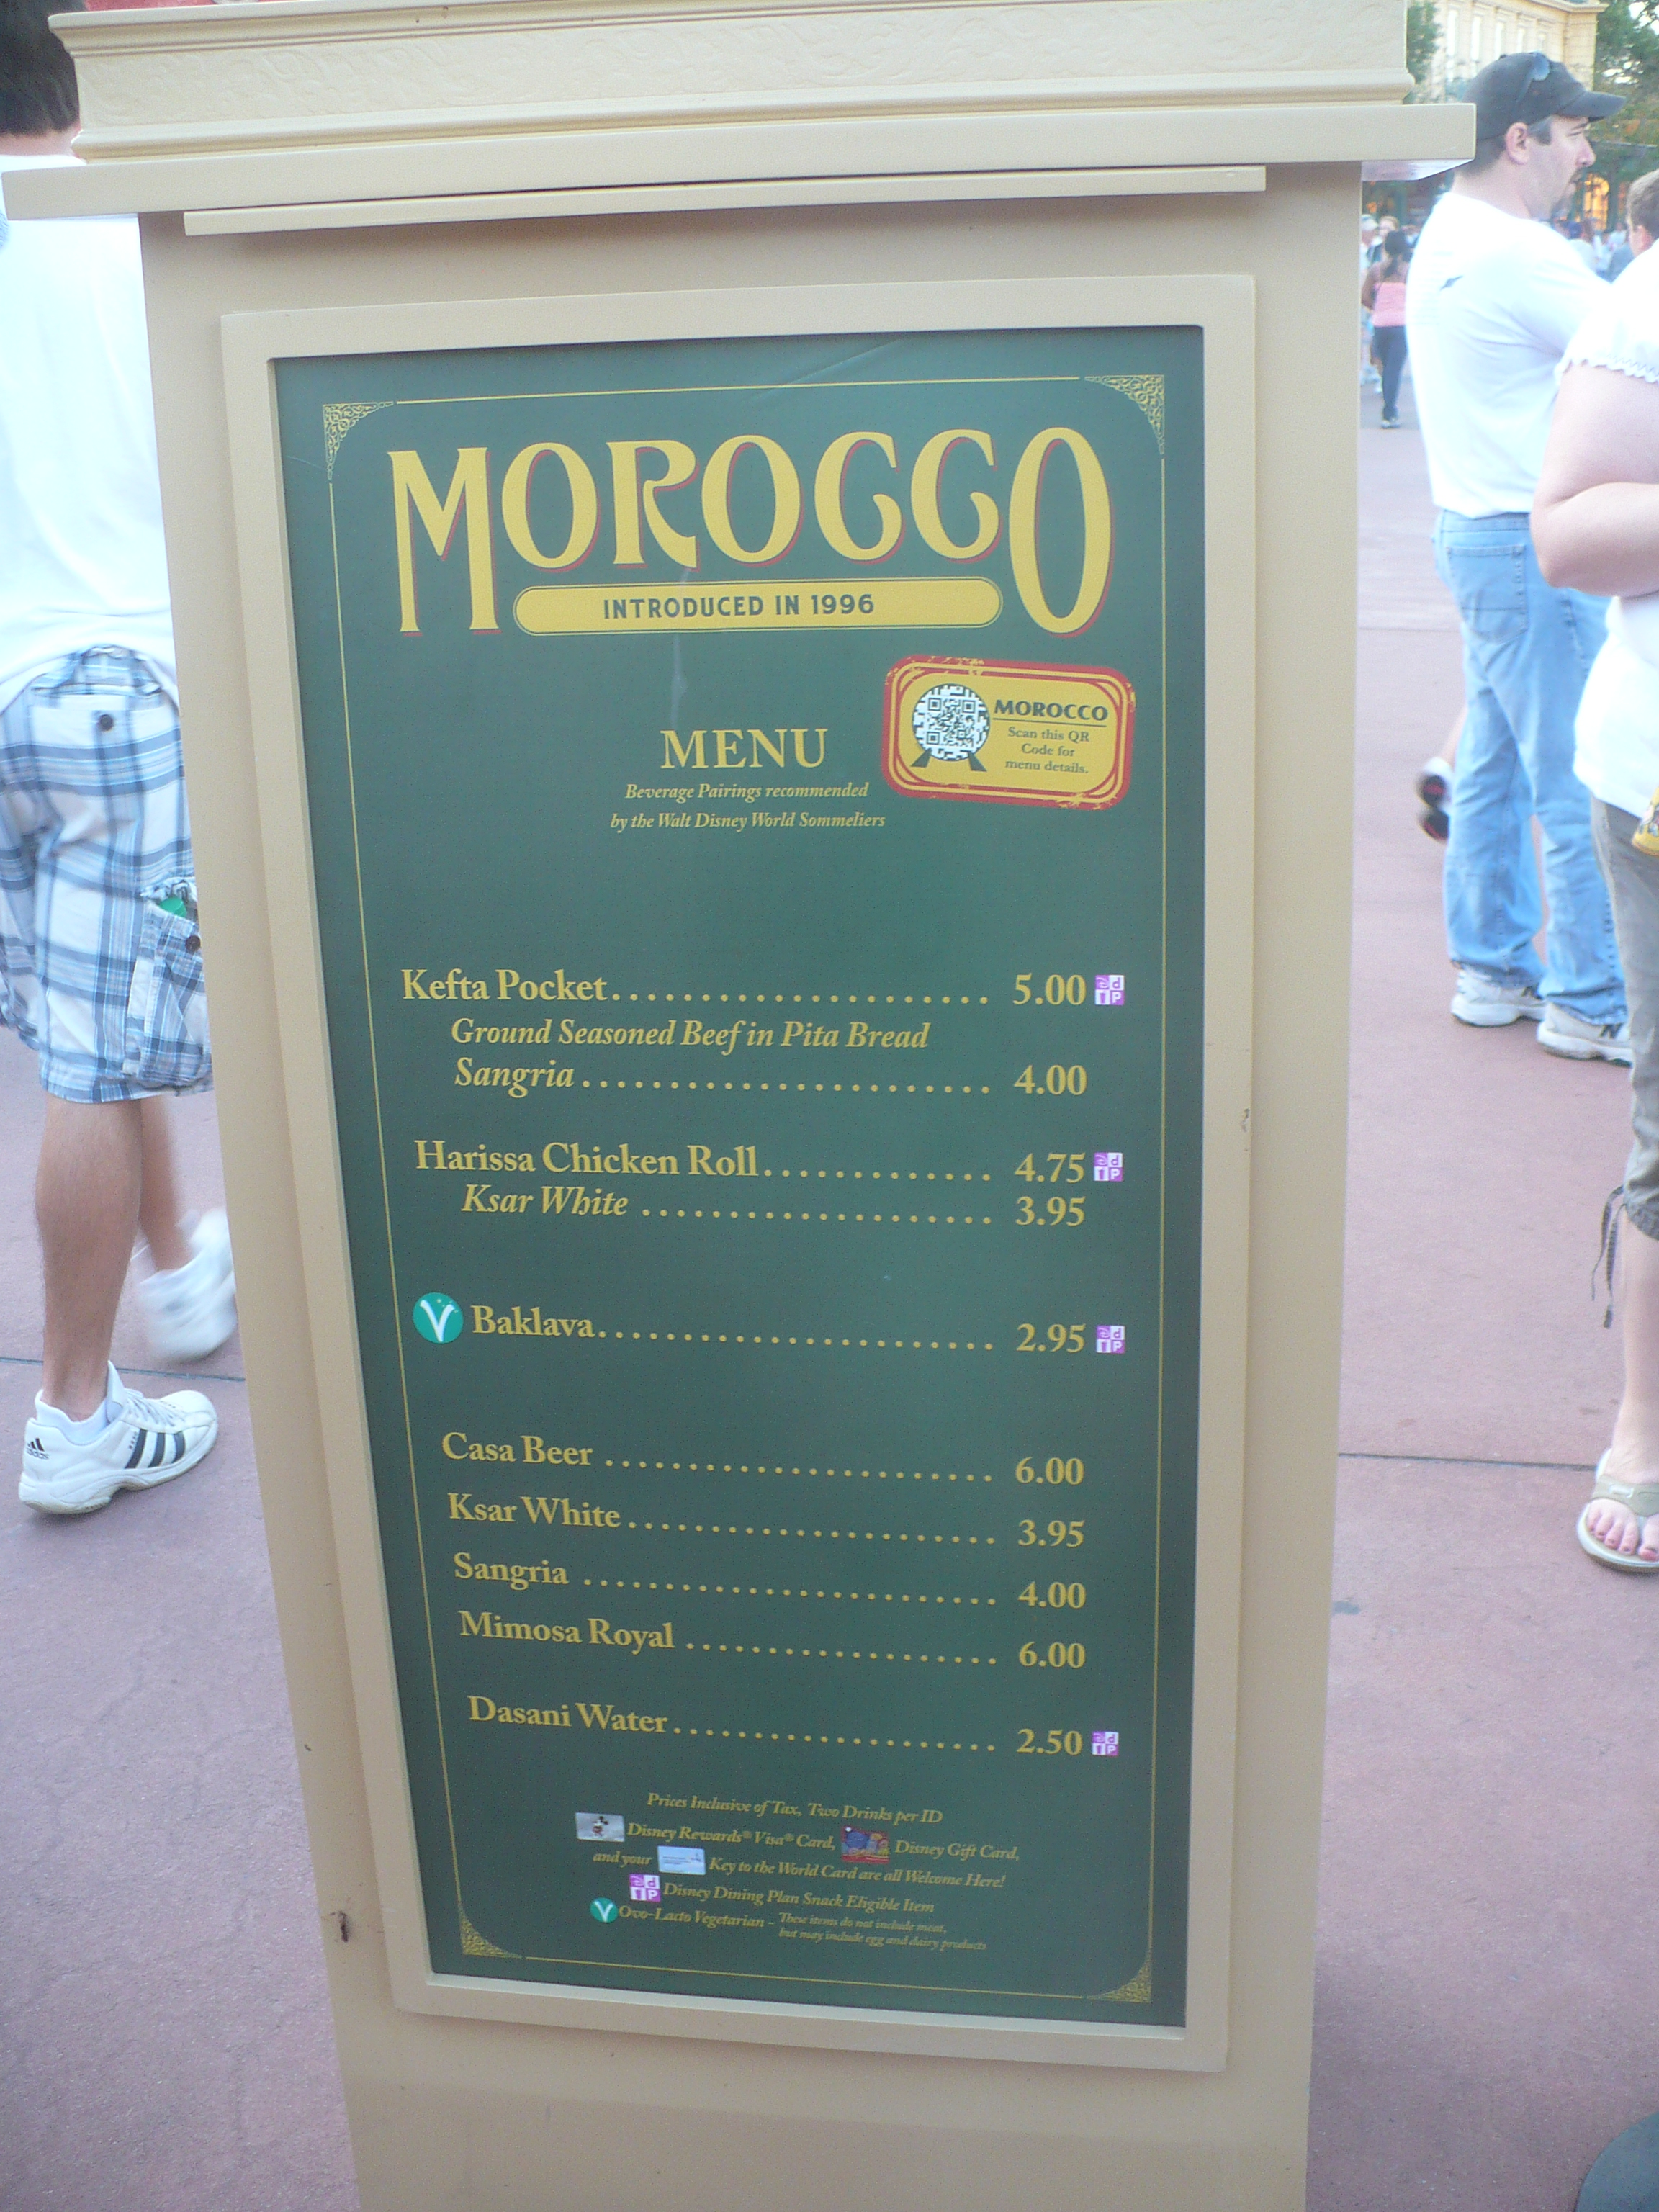 MOROCCO
INTRODUCED IN 1996
MOROCCO
Scan this QR
Code for
menu details.
MENU
Beverage Pairings recommended
by the Walt Disney World Sommeliers
Kefta Pocket..................... 5.00
Ground Seasoned Beef in Pita Bread
Sangria........................ 4.00
Harissa Chicken Roll............. 4.75
Ksar White ..................... 3.95
V Baklava....................... 2.95
Casa Beer ....................... 6.00
Ksar White...................... 3.95
Sangria ......................... 4.00
Mimosa Royal ................... 6.00
Dasani Water................... 2.50
Prices Inclusive of Tax, Two Drinks per ID
Disney Rewards® Visa® Card, Disney Gift Card,
and your Key to the World Card are all Welcome Here!
Disney Dining Plan Snack Eligible Item
V Ovo-Lacto Vegetarian - These items do not include meat,
but may include egg and dairy products
adidas